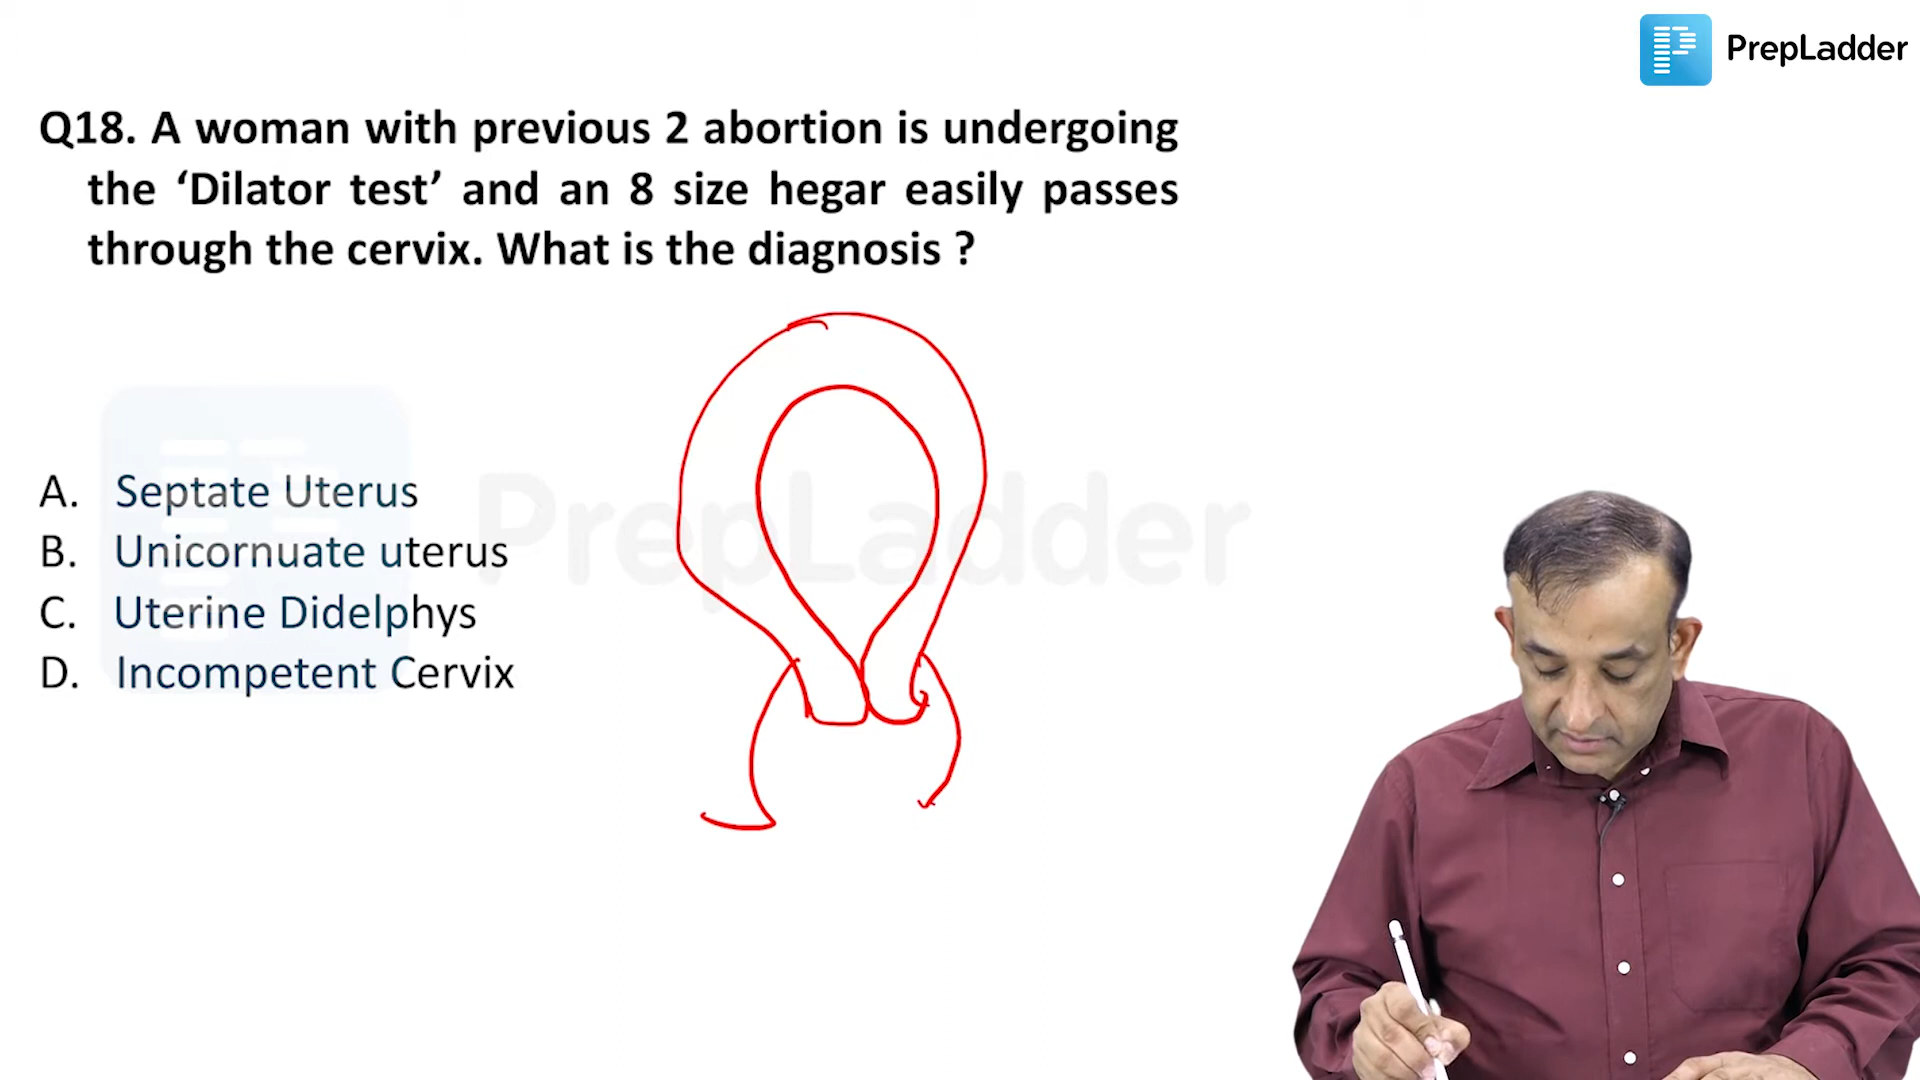 PrepLadder
Q18. A woman with previous 2 abortion is undergoing
the ‘Dilator test’ and an 8 size hegar easily passes
through the cervix. What is the diagnosis ?
A. Septate Uterus
B. Unicornuate uterus
C. Uterine Didelphys
D. Incompetent Cervix
PrepLadder